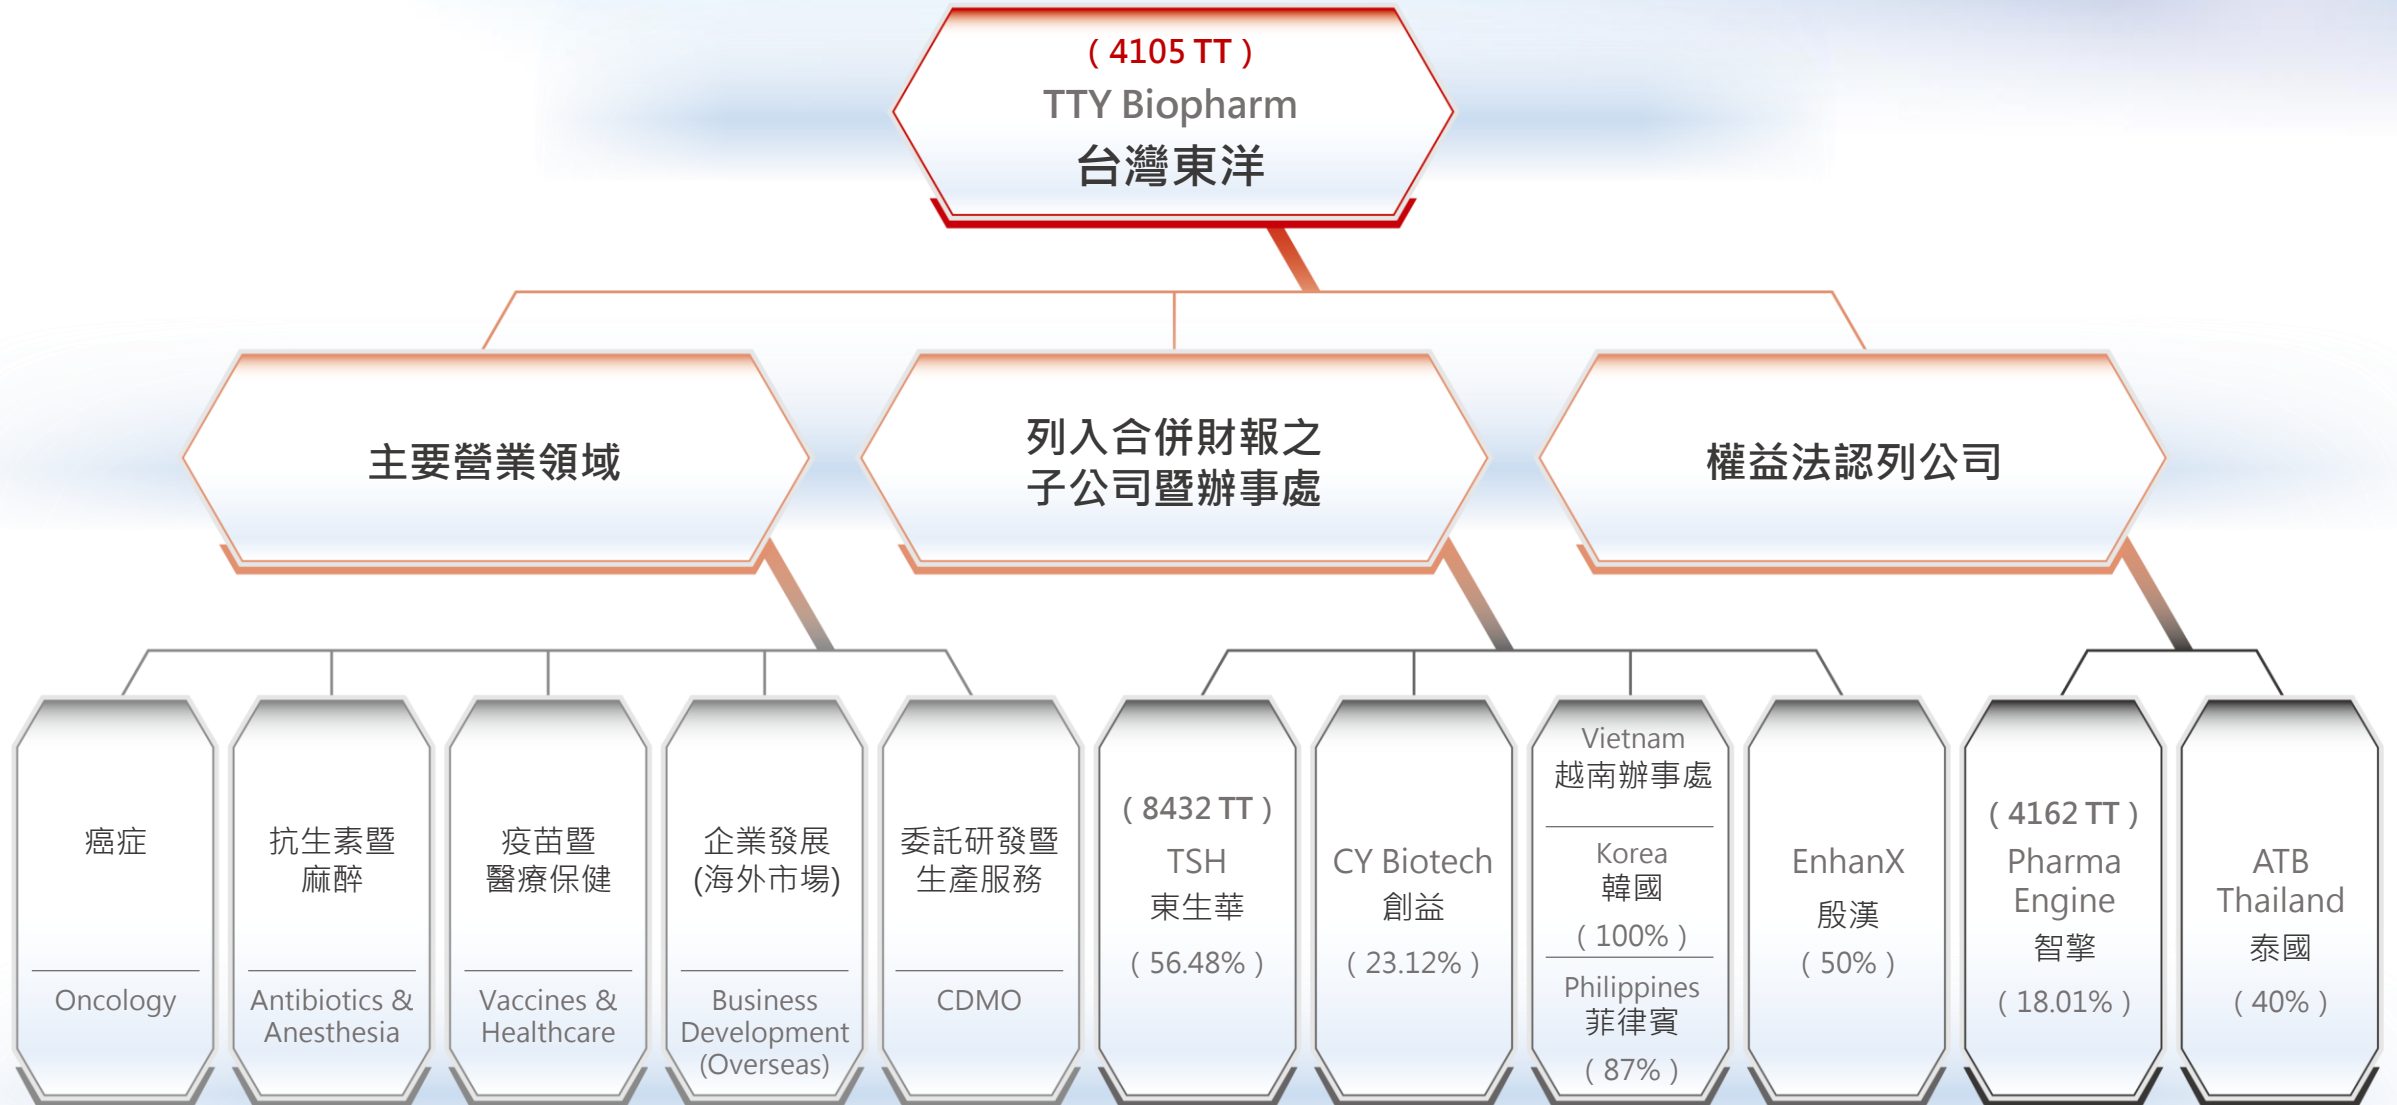 ( 4105 TT )
TTY Biopharm
台灣東洋
主要營業領域
列入合併財報之
子公司暨辦事處
權益法認列公司
癌症
Oncology
抗生素暨
麻醉
Antibiotics &
Anesthesia
疫苗暨
醫療保健
Vaccines &
Healthcare
企業發展
(海外市場)
Business
Development
(Overseas)
委託研發暨
生產服務
CDMO
( 8432 TT )
TSH
東生華
( 56.48% )
CY Biotech
創益
( 23.12% )
Vietnam
越南辦事處
Korea
韓國
( 100% )
Philippines
菲律賓
( 87% )
EnhanX
殷漢
( 50% )
( 4162 TT )
Pharma
Engine
智擎
( 18.01% )
ATB
Thailand
泰國
( 40% )